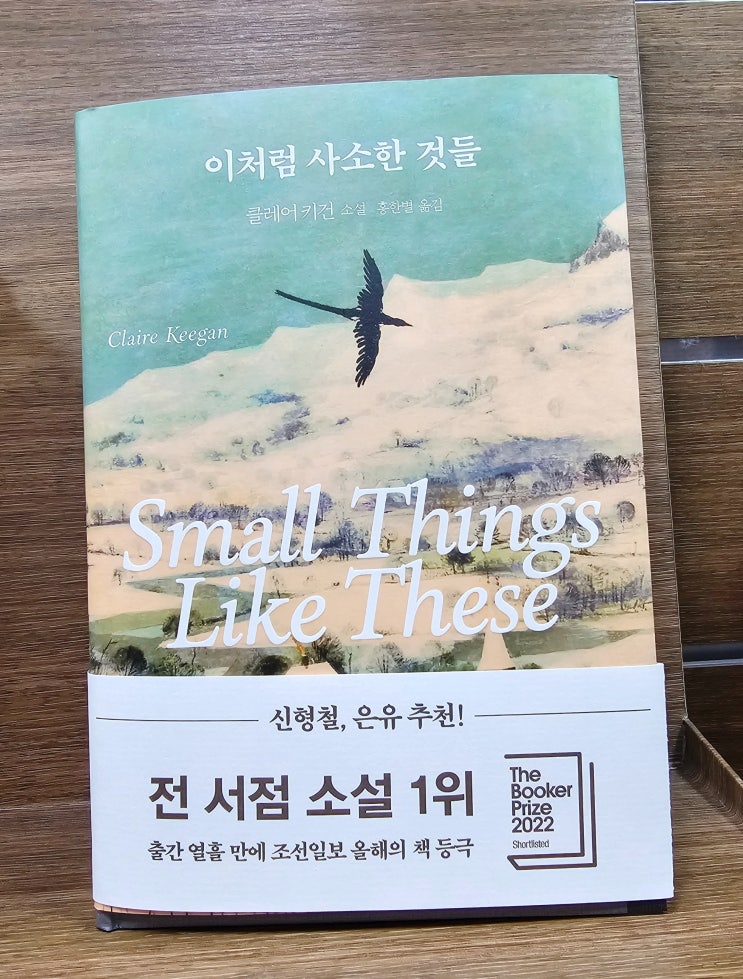 이처럼 사소한 것들
클레어 키건 소설 홍한별 옮김
Claire Keegan
Small Things
Like These
신형철, 은유 추천!
전 서점 소설 1위
출간 열흘 만에 조선일보 올해의 책 등극
The
Booker
Prize
2022
Shortlisted